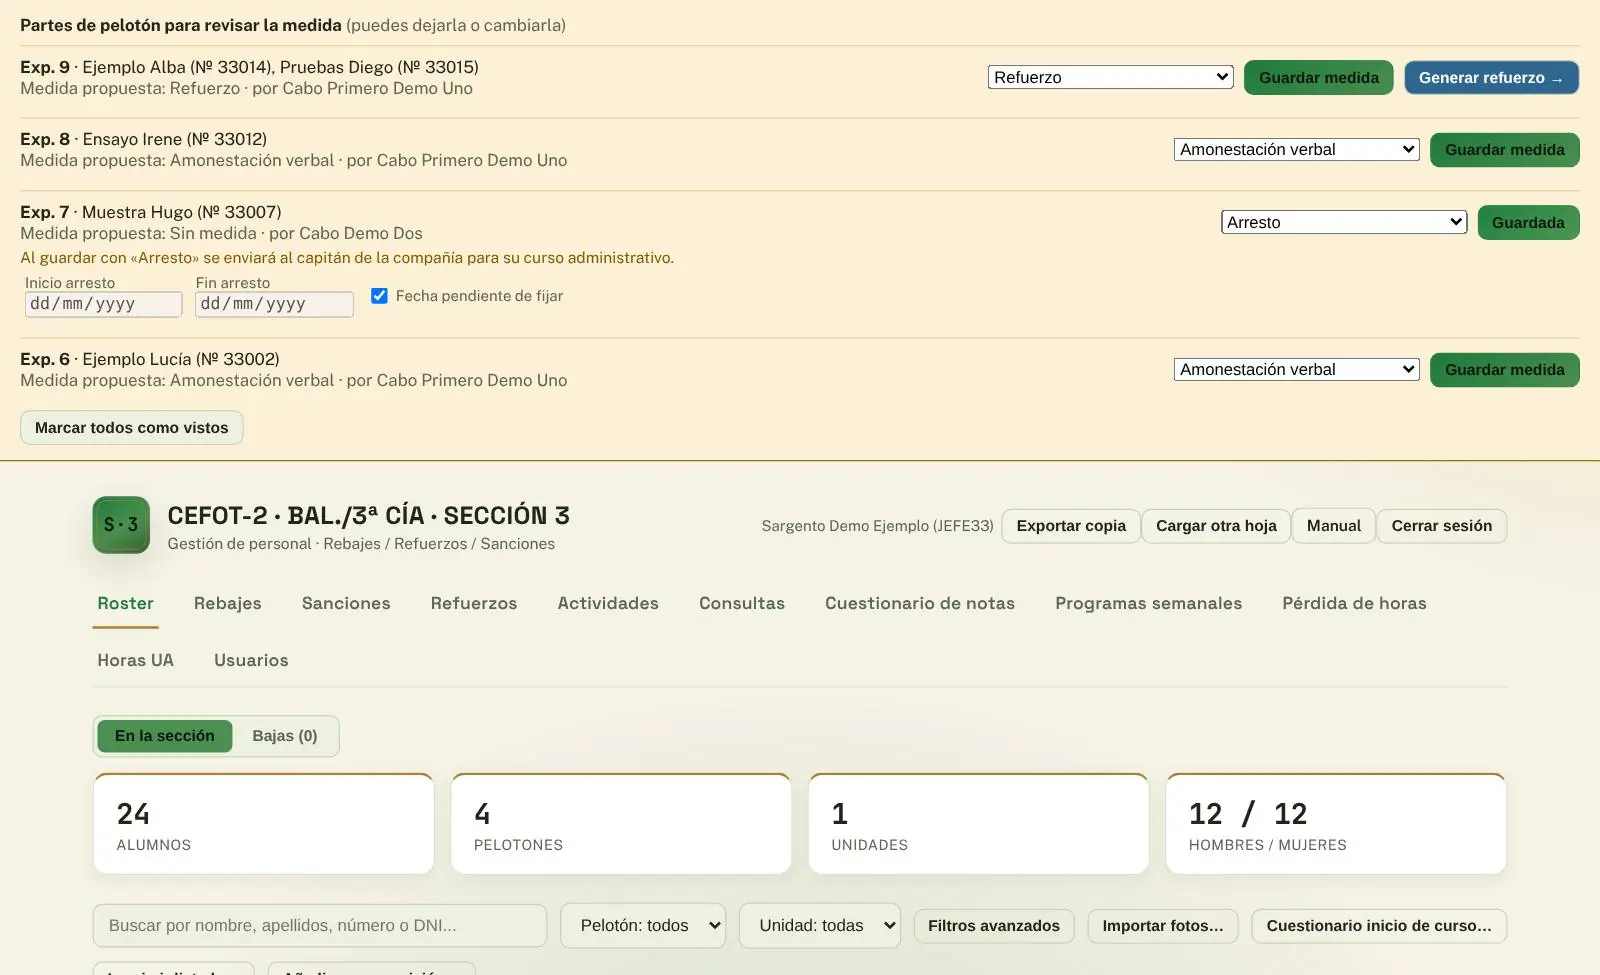 Partes de pelotón para revisar la medida (puedes dejarla o cambiarla)
Exp. 9 · Ejemplo Alba (Nº 33014), Pruebas Diego (Nº 33015)
Medida propuesta: Refuerzo · por Cabo Primero Demo Uno
Refuerzo
Guardar medida
Generar refuerzo →
Exp. 8 · Ensayo Irene (Nº 33012)
Medida propuesta: Amonestación verbal · por Cabo Primero Demo Uno
Amonestación verbal
Guardar medida
Exp. 7 · Muestra Hugo (Nº 33007)
Medida propuesta: Sin medida · por Cabo Demo Dos
Arresto
Guardada
Al guardar con «Arresto» se enviará al capitán de la compañía para su curso administrativo.
Inicio arresto
Fin arresto
dd/mm/yyyy
dd/mm/yyyy
Fecha pendiente de fijar
Exp. 6 · Ejemplo Lucía (Nº 33002)
Medida propuesta: Amonestación verbal · por Cabo Primero Demo Uno
Amonestación verbal
Guardar medida
Marcar todos como vistos
S·3
CEFOT-2 · BAL./3ª CÍA · SECCIÓN 3
Gestión de personal · Rebajes / Refuerzos / Sanciones
Sargento Demo Ejemplo (JEFE33)
Exportar copia
Cargar otra hoja
Manual
Cerrar sesión
Roster
Rebajes
Sanciones
Refuerzos
Actividades
Consultas
Cuestionario de notas
Programas semanales
Pérdida de horas
Horas UA
Usuarios
En la sección
Bajas (0)
24
ALUMNOS
4
PELOTONES
1
UNIDADES
12 / 12
HOMBRES / MUJERES
Buscar por nombre, apellidos, número o DNI...
Pelotón: todos
Unidad: todas
Filtros avanzados
Importar fotos...
Cuestionario inicio de curso...